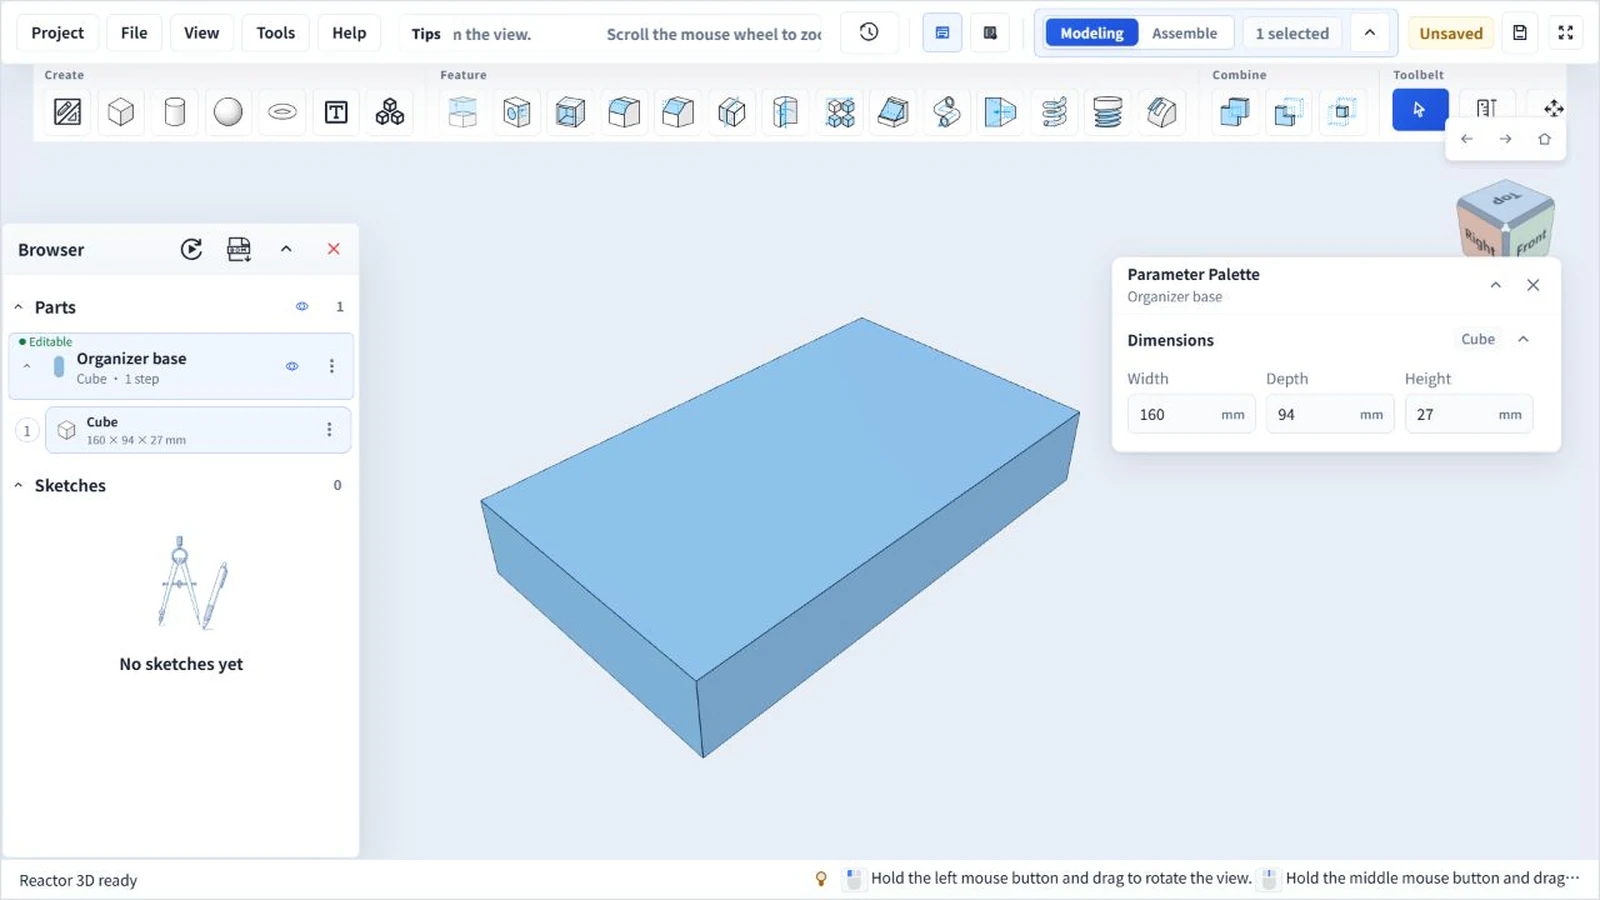 Project File View Tools Help Tips n the view. Scroll the mouse wheel to zoo Modeling Assemble 1 selected Unsaved
Create Feature Combine Toolbelt
Top
Right Front
Browser
Parts 1
Editable
Organizer base
Cube • 1 step
1 Cube
160 × 94 × 27 mm
Sketches 0
No sketches yet
Parameter Palette
Organizer base
Dimensions Cube
Width Depth Height
160 mm 94 mm 27 mm
Reactor 3D ready Hold the left mouse button and drag to rotate the view. Hold the middle mouse button and drag···